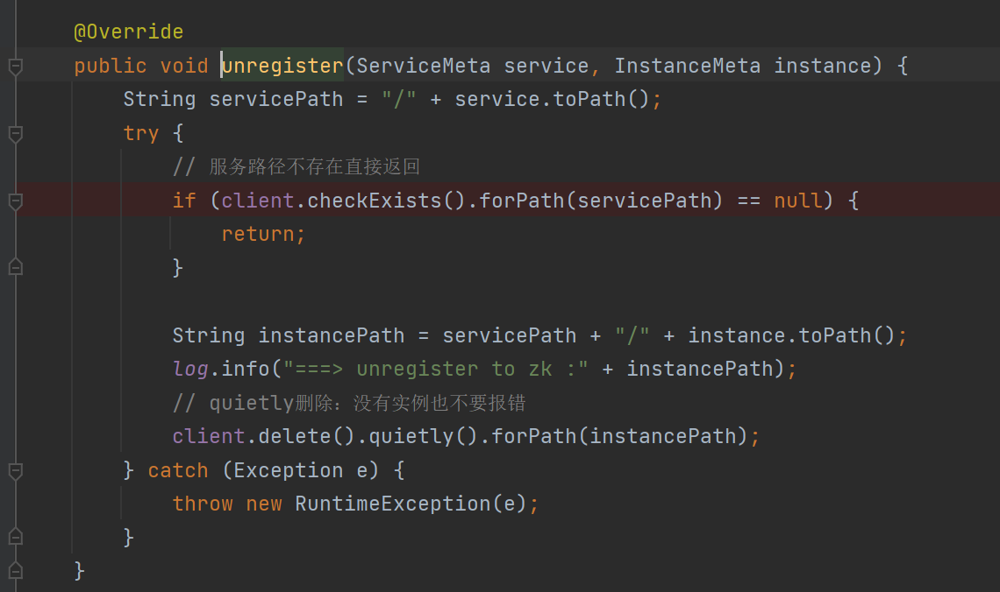 @Override
public void unregister(ServiceMeta service, InstanceMeta instance) {
String servicePath = "/" + service.toPath();
try {
// 服务路径不存在直接返回
if (client.checkExists().forPath(servicePath) == null) {
return;
}
String instancePath = servicePath + "/" + instance.toPath();
log.info("===> unregister to zk :" + instancePath);
// quietly删除：没有实例也不要报错
client.delete().quietly().forPath(instancePath);
} catch (Exception e) {
throw new RuntimeException(e);
}
}